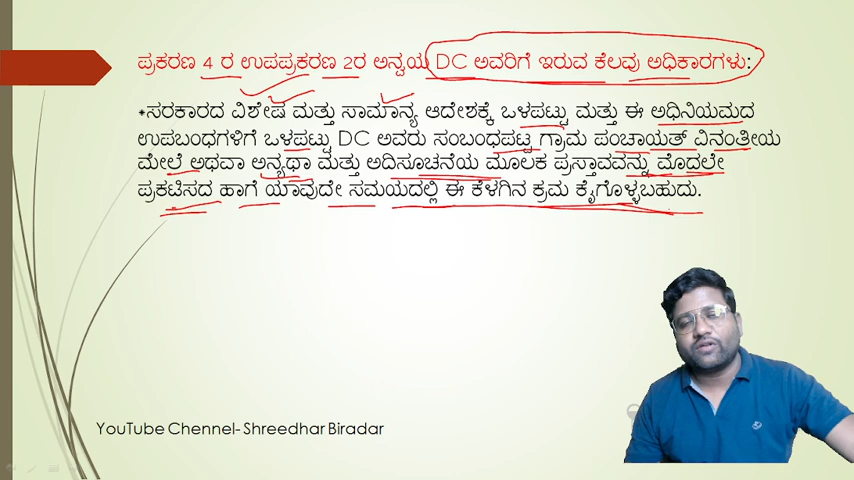 ಪ್ರಕರಣ 4 ರ ಉಪಪ್ರಕರಣ 2ರ ಅನ್ವಯ DC ಅವರಿಗೆ ಇರುವ ಕೆಲವು ಅಧಿಕಾರಗಳು:
*ಸರಕಾರದ ವಿಶೇಷ ಮತ್ತು ಸಾಮಾನ್ಯ ಆದೇಶಕ್ಕೆ ಒಳಪಟ್ಟು ಮತ್ತು ಈ ಅಧಿನಿಯಮದ
ಉಪಬಂಧಗಳಿಗೆ ಒಳಪಟ್ಟು DC ಅವರು ಸಂಬಂಧಪಟ್ಟ ಗ್ರಾಮ ಪಂಚಾಯತ್ ವಿನಂತೀಯ
ಮೇಲೆ ಅಥವಾ ಅನ್ಯಥಾ ಮತ್ತು ಅದಿಸೂಚನೆಯ ಮೂಲಕ ಪ್ರಸ್ತಾವವನ್ನು ಮೊದಲೇ
ಪ್ರಕಟಿಸದ ಹಾಗೆ ಯಾವುದೇ ಸಮಯದಲ್ಲಿ ಈ ಕೆಳಗಿನ ಕ್ರಮ ಕೈಗೊಳ್ಳಬಹುದು.
YouTube Chennel- Shreedhar Biradar